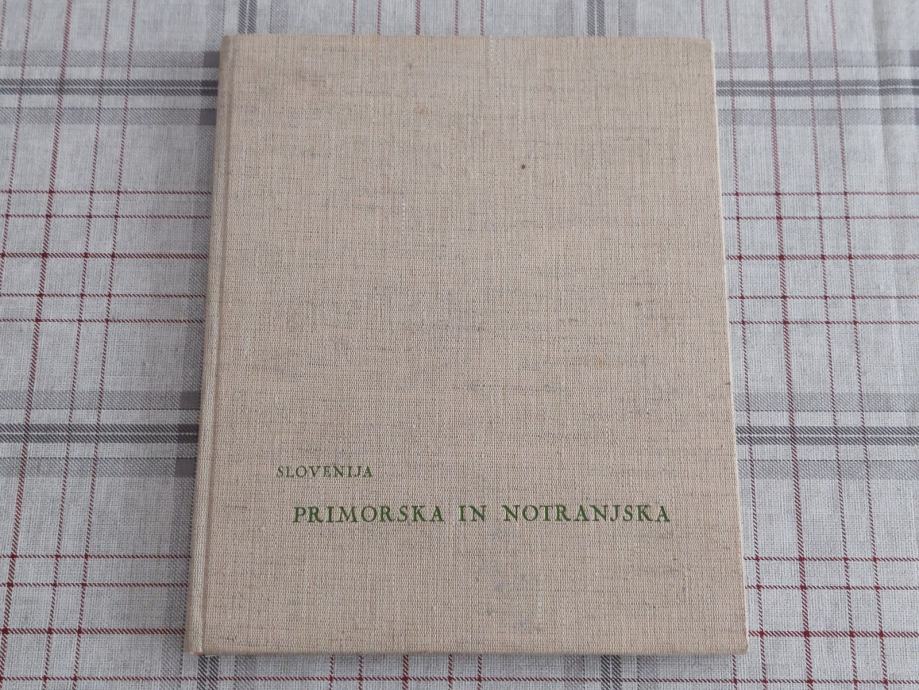 SLOVENIJA
PRIMORSKA IN NOTRANJSKA